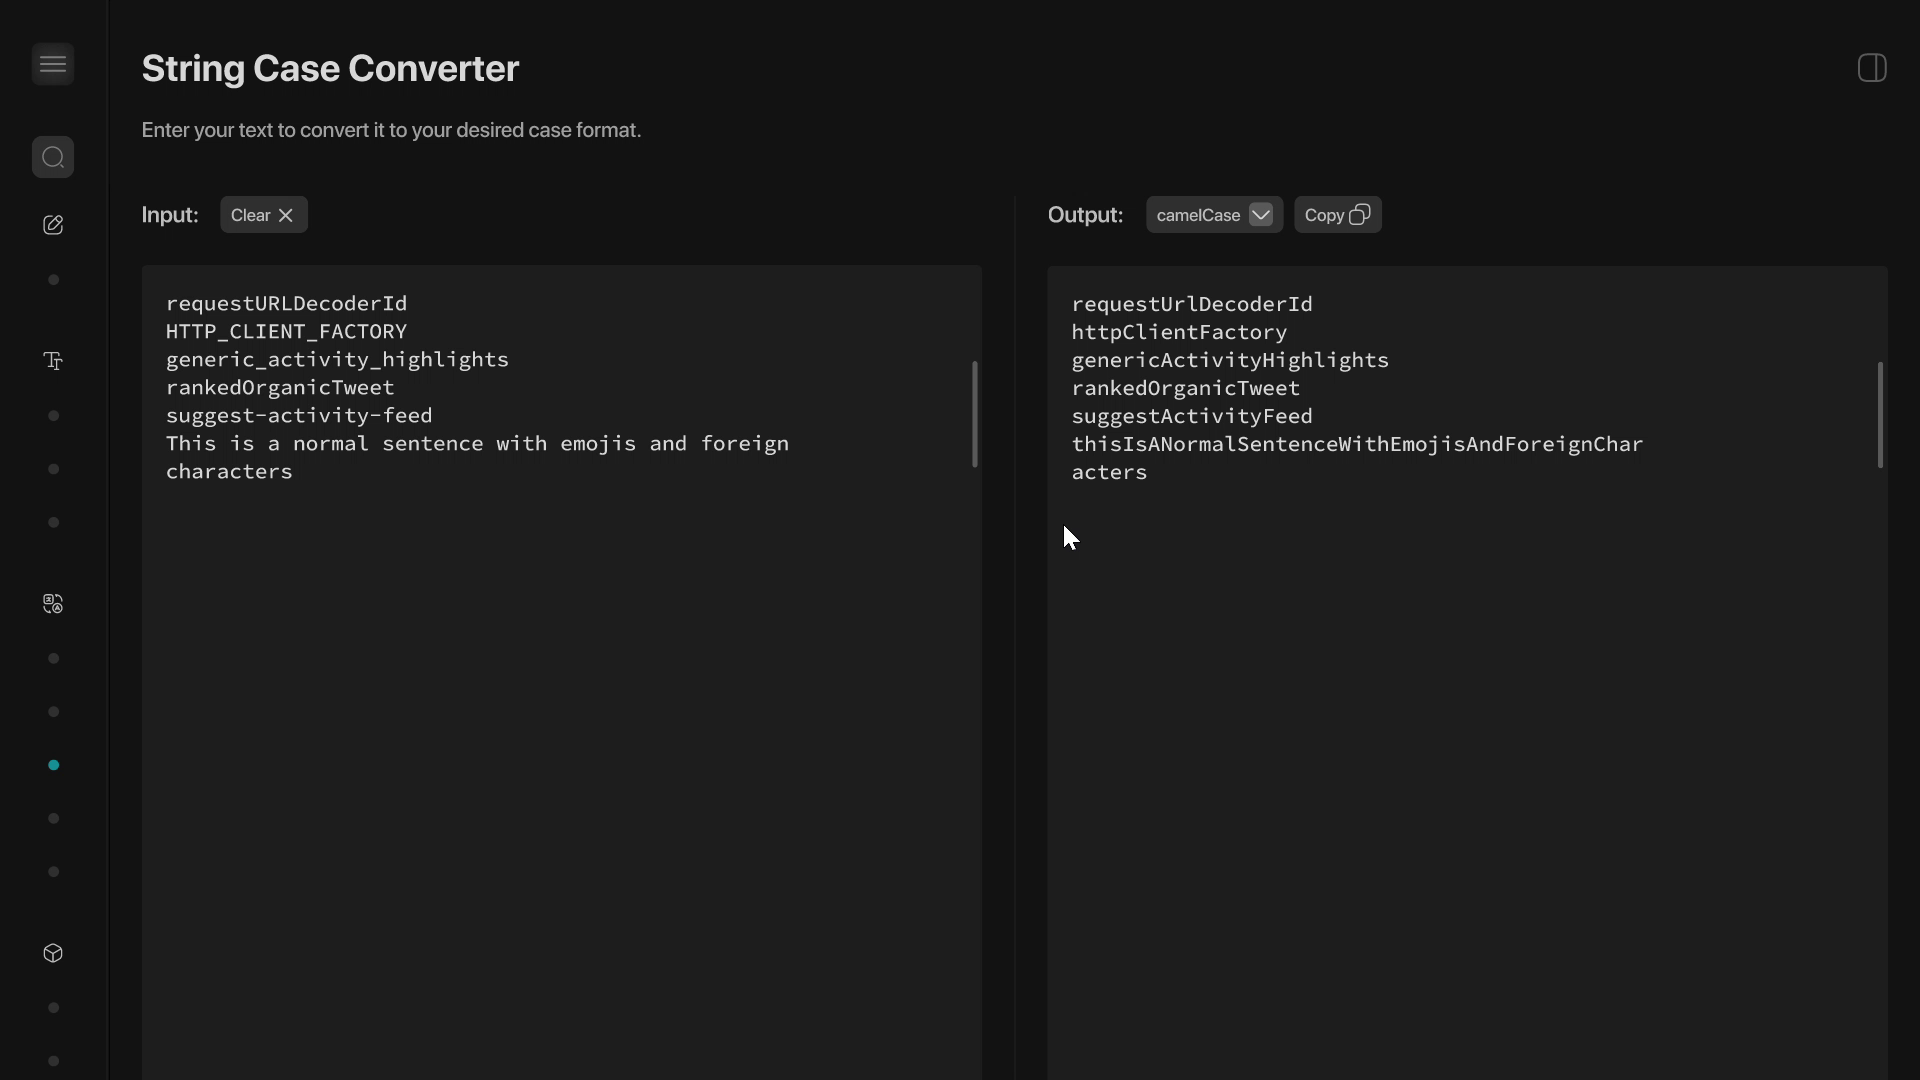 String Case Converter
Enter your text to convert it to your desired case format.
Input:
Clear
Output:
camelCase
Copy
requestURLDecoderId
HTTP_CLIENT_FACTORY
generic_activity_highlights
rankedOrganicTweet
suggest-activity-feed
This is a normal sentence with emojis and foreign
characters
requestUrlDecoderId
httpClientFactory
genericActivityHighlights
rankedOrganicTweet
suggestActivityFeed
thisIsANormalSentenceWithEmojisAndForeignChar
acters